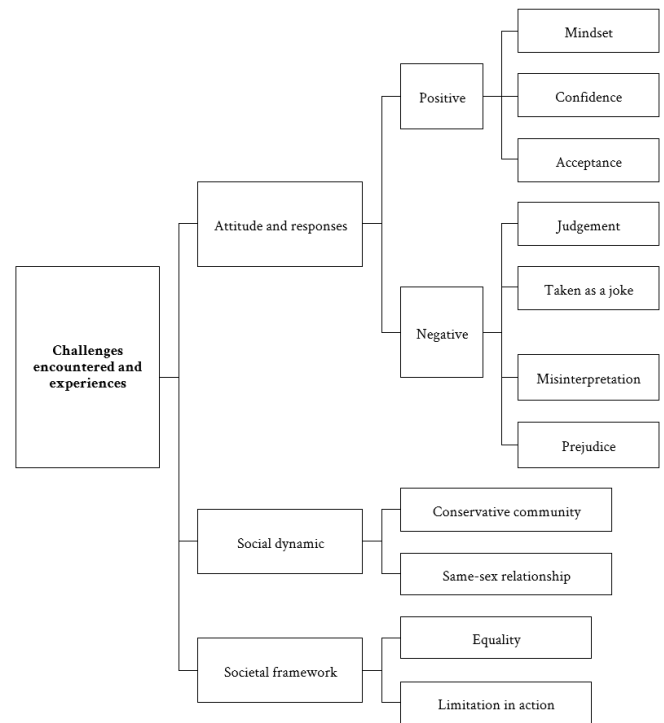 Mindset
Positive
Confidence
Acceptance
Attitude and responses
Judgement
Taken as a joke
Negative
Misinterpretation
Prejudice
Challenges
encountered and
experiences
Social dynamic
Conservative community
Same-sex relationship
Societal framework
Equality
Limitation in action